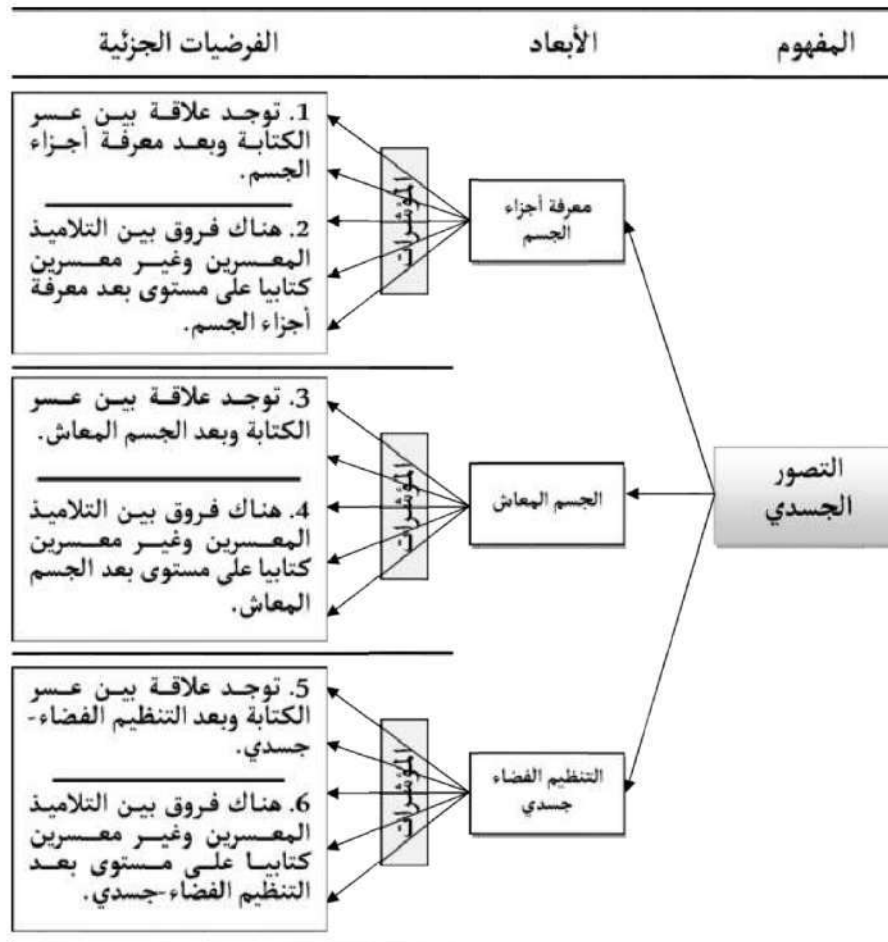 المفهوم
الأبعاد
الفرضيات الجزئية
التصور
الجسدي
معرفة أجزاء
الجسم
المؤشرات
1. توجد علاقة بين عسر
الكتابة وبعد معرفة أجزاء
الجسم.
2. هناك فروق بين التلاميذ
المعسرين وغير معسرين
كتابيا على مستوى بعد معرفة
أجزاء الجسم.
الجسم المعاش
المؤشرات
3. توجد علاقة بين عسر
الكتابة وبعد الجسم المعاش.
4. هناك فروق بين التلاميذ
المعسرين وغير معسرين
كتابيا على مستوى بعد الجسم
المعاش.
التنظيم الفضاء
جسدي
المؤشرات
5. توجد علاقة بين عسر
الكتابة وبعد التنظيم الفضاء-
جسدي.
6. هناك فروق بين التلاميذ
المعسرين وغير معسرين
كتابيا على مستوى بعد
التنظيم الفضاء-جسدي.